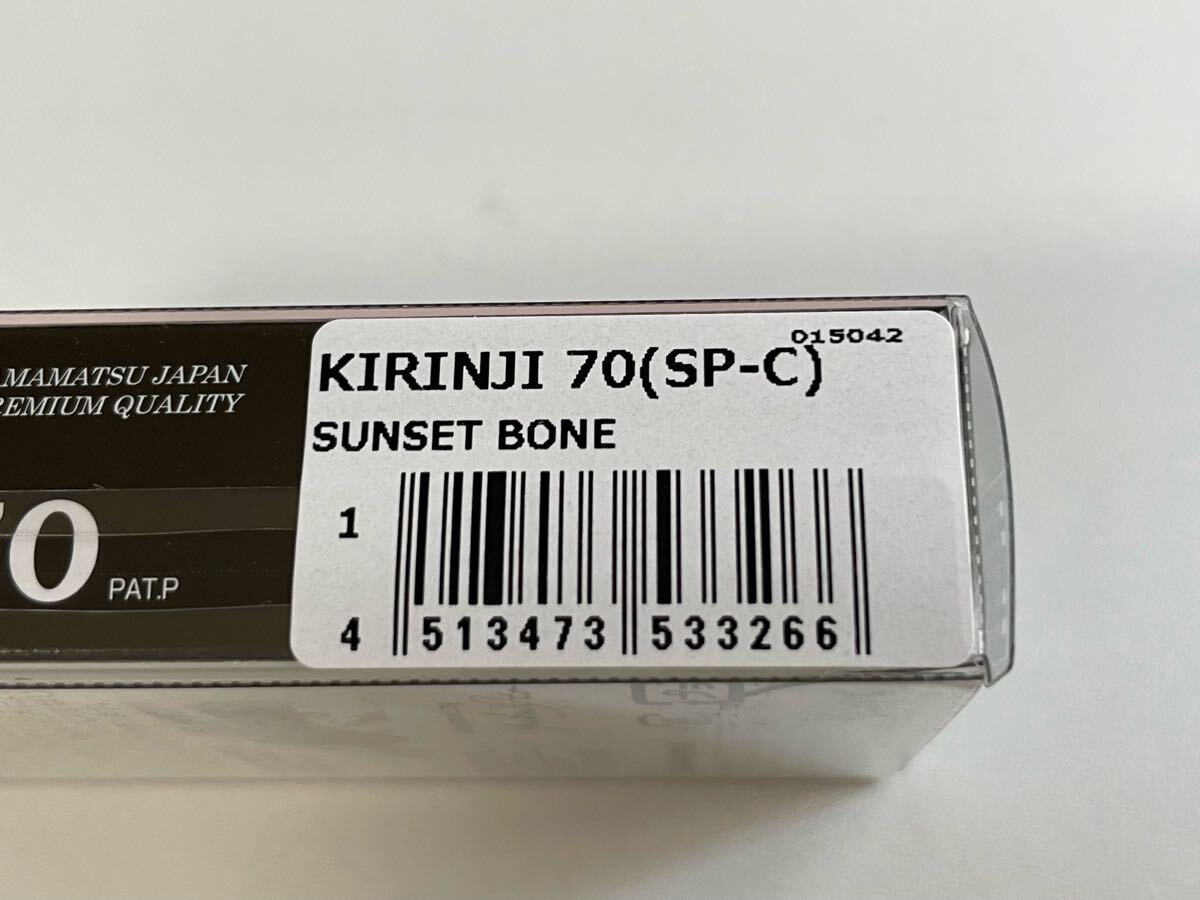 MAMATSU JAPAN
REMIUM QUALITY
70
PAT.P
015042
KIRINJI 70(SP-C)
SUNSET BONE
1
4 513473 533266